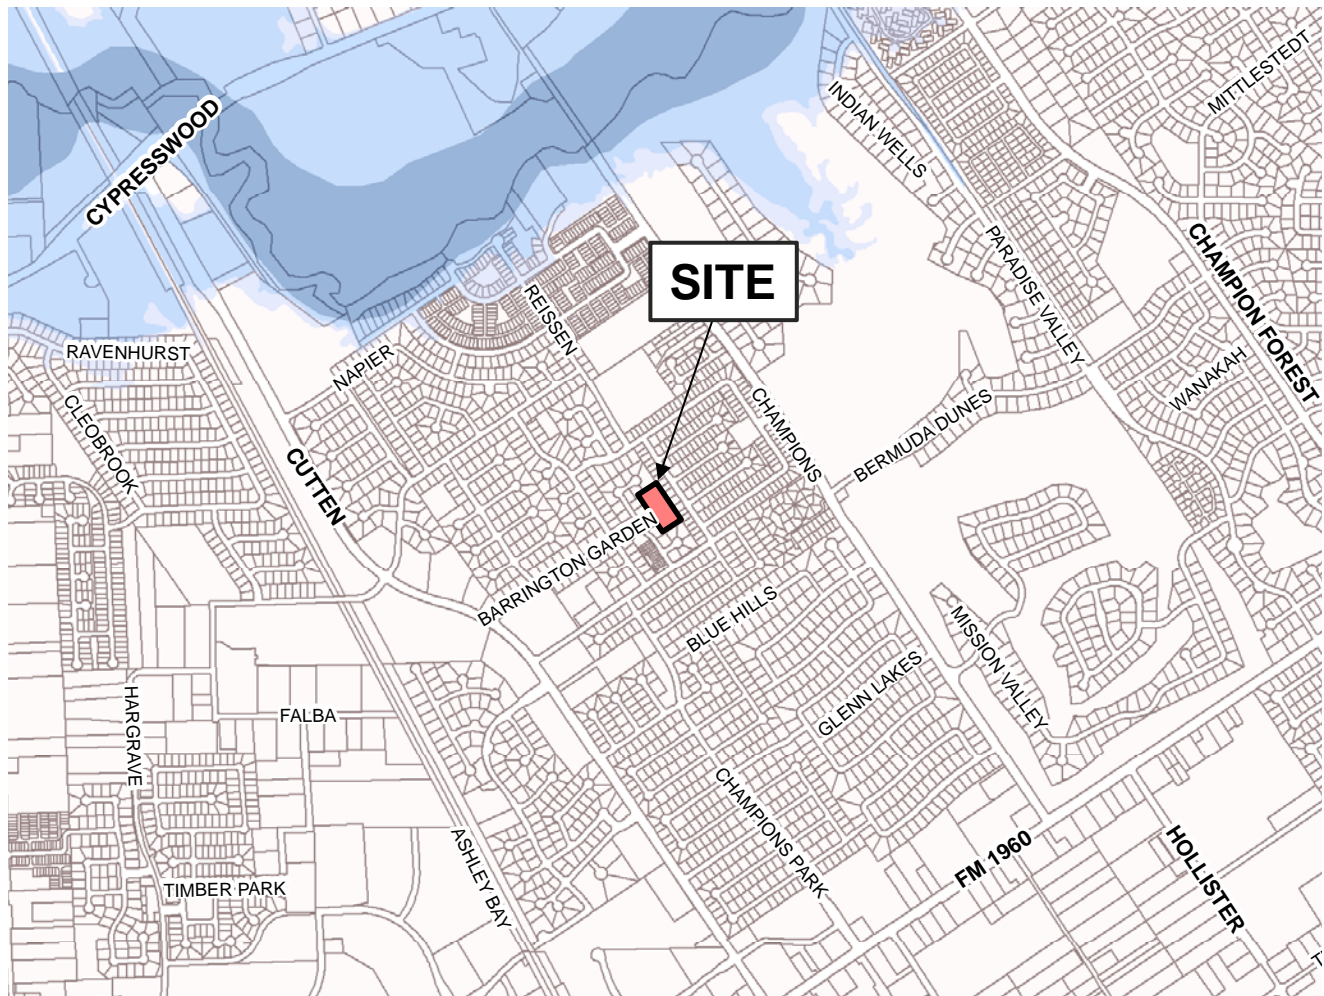 INDIAN WELLS
MITTLESTEDT
CYPRESSWOOD
PARADISE VALLEY
CHAMPION FOREST
SITE
REISSEN
RAVENHURST
NAPIER
WANAKAH
CLEOBROOK
CHAMPIONS
BERMUDA DUNES
CUTTEN
BARRINGTON GARDEN
BLUE HILLS
MISSION VALLEY
GLENN LAKES
HARGRAVE
FALBA
CHAMPIONS PARK
ASHLEY BAY
FM 1960
HOLLISTER
TIMBER PARK